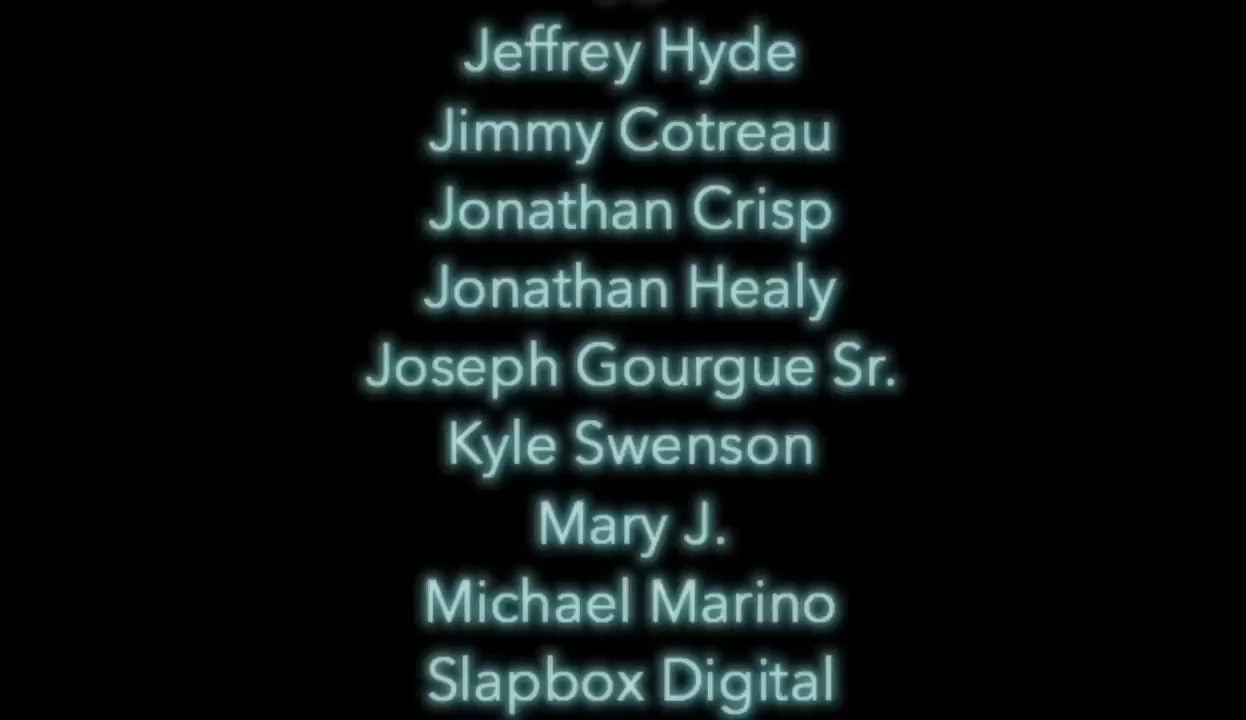 Jeffrey Hyde
Jimmy Cotreau
Jonathan Crisp
Jonathan Healy
Joseph Gourgue Sr.
Kyle Swenson
Mary J.
Michael Marino
Slapbox Digital